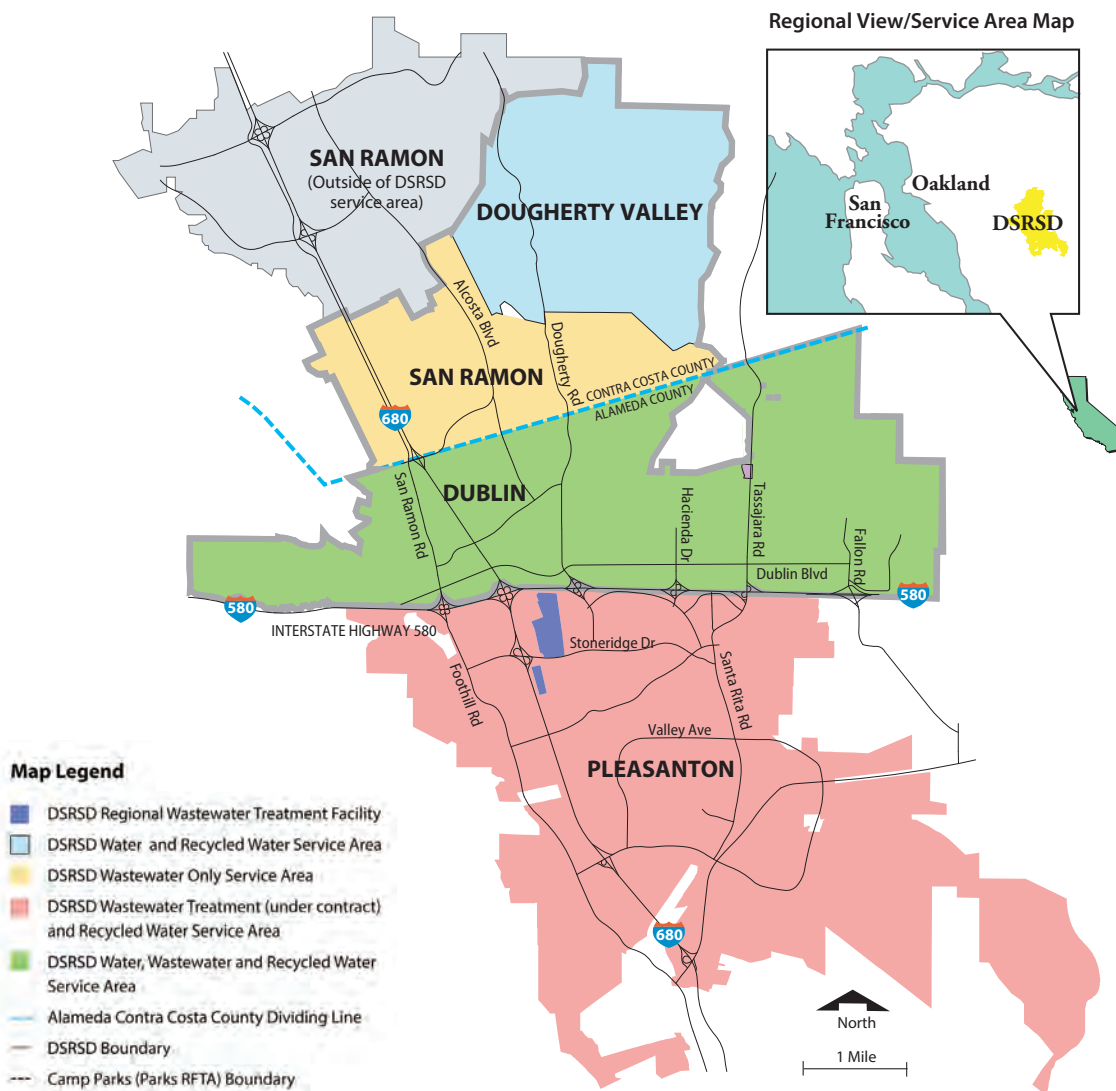 Regional View/Service Area Map
Oakland
San
Francisco
DSRSD
SAN RAMON
(Outside of DSRSD
service area)
DOUGHERTY VALLEY
Alcosta Blvd
Dougherty Rd
SAN RAMON
CONTRA COSTA COUNTY
ALAMEDA COUNTY
680
DUBLIN
San Ramon Rd
Hacienda Dr
Tassajara Rd
Fallon Rd
Dublin Blvd
580
580
INTERSTATE HIGHWAY 580
Stoneridge Dr
Foothill Rd
Santa Rita Rd
Valley Ave
PLEASANTON
680
Map Legend
DSRSD Regional Wastewater Treatment Facility
DSRSD Water and Recycled Water Service Area
DSRSD Wastewater Only Service Area
DSRSD Wastewater Treatment (under contract)
and Recycled Water Service Area
DSRSD Water, Wastewater and Recycled Water
Service Area
Alameda Contra Costa County Dividing Line
DSRSD Boundary
Camp Parks (Parks RFTA) Boundary
North
1 Mile